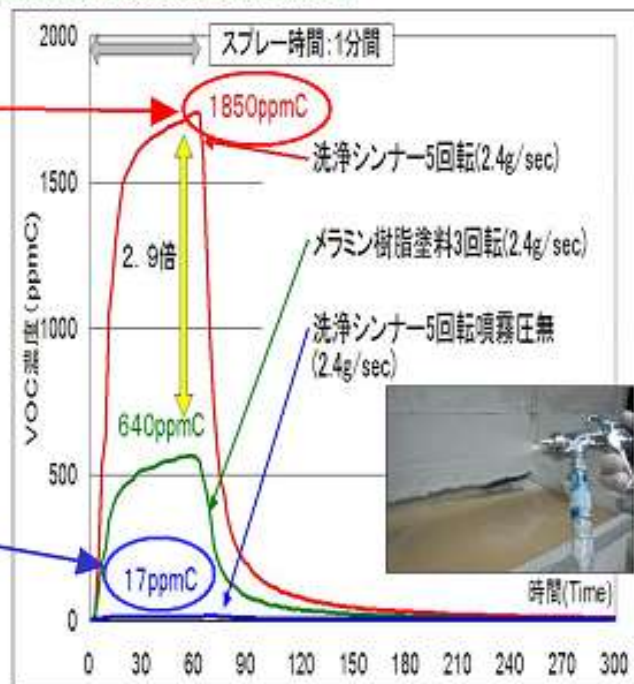 2000
スプレー時間：1分間
1850ppmC
洗浄シンナー5回転(2.4g/sec)
1500
2.9倍
メラミン樹脂塗料3回転(2.4g/sec)
VOC濃度(ppmC)
1000
洗浄シンナー5回転噴霧圧無
(2.4g/sec)
640ppmC
500
17ppmC
時間(Time)
0
0 30 60 90 120 150 180 210 240 270 300